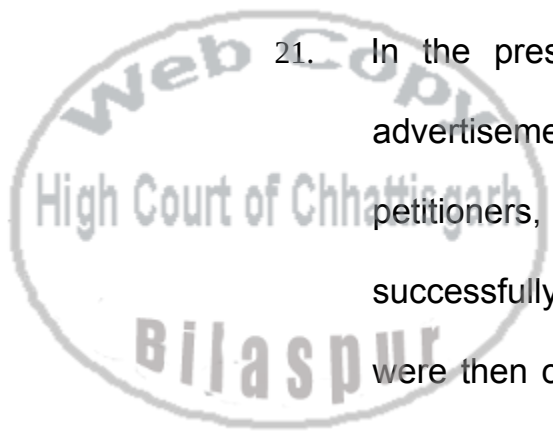 Web Copy
21. In the pres
advertiseme
High Court of Chhattisgarh
petitioners,
successfully
Bilaspur
were then